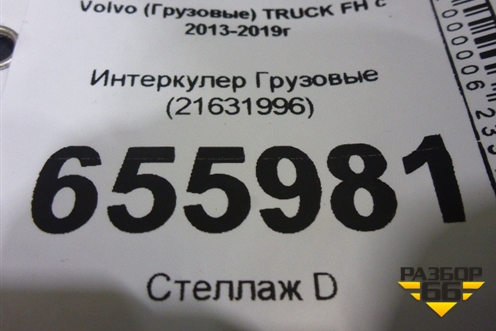 Volvo (Грузовые) TRUCK FH с
2013-2019г
Интеркулер Грузовые
(21631996)
655981
Стеллаж D
РАЗБОР
66